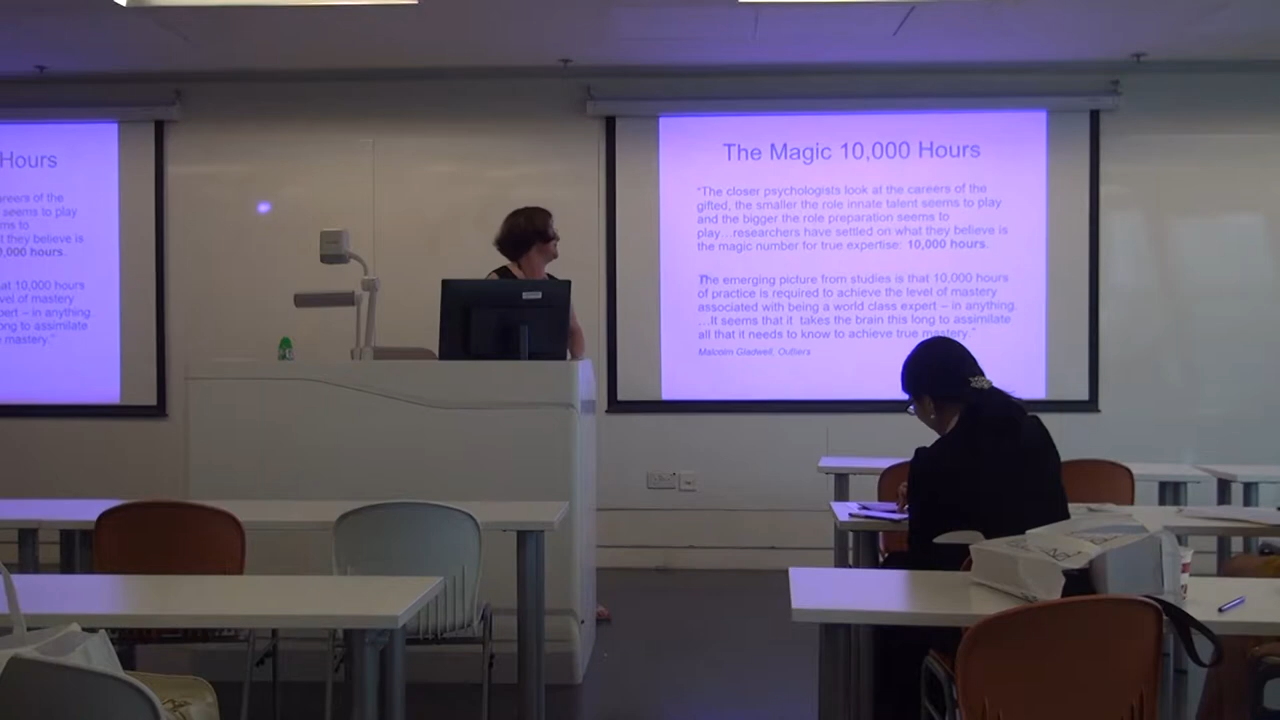 Hours
areers of the
seems to play
ms to
t they believe is
0,000 hours.
at 10,000 hours
vel of mastery
pert – in anything.
ong to assimilate
e mastery."
The Magic 10,000 Hours
"The closer psychologists look at the careers of the
gifted, the smaller the role innate talent seems to play
and the bigger the role preparation seems to
play…researchers have settled on what they believe is
the magic number for true expertise: 10,000 hours.
The emerging picture from studies is that 10,000 hours
of practice is required to achieve the level of mastery
associated with being a world class expert – in anything.
…It seems that it takes the brain this long to assimilate
all that it needs to know to achieve true mastery."
Malcolm Gladwell, Outliers